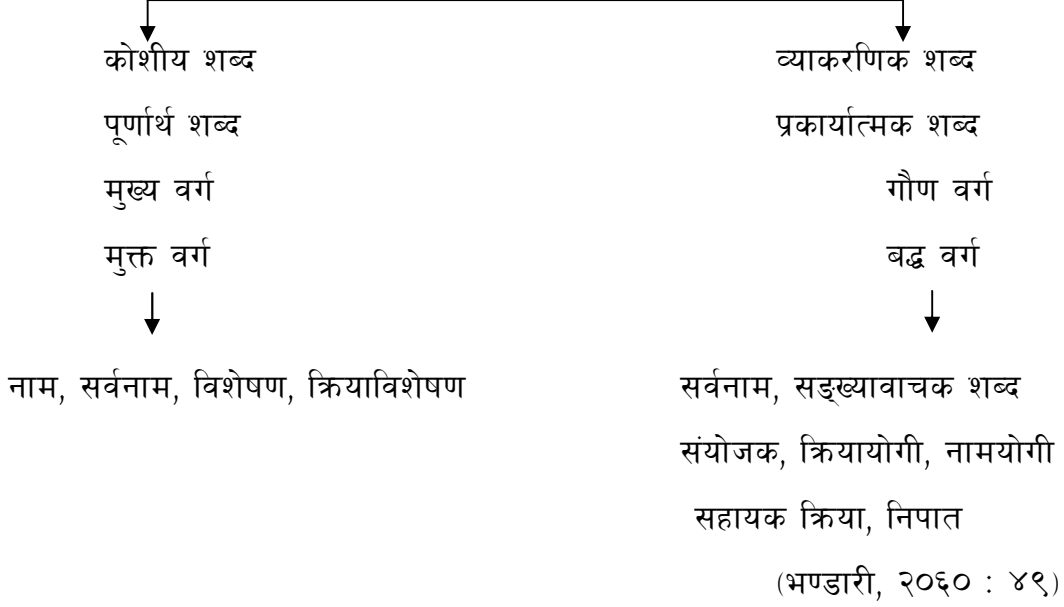 कोशीय शब्द
पूर्णार्थ शब्द
मुख्य वर्ग
मुक्त वर्ग
नाम, सर्वनाम, विशेषण, क्रियाविशेषण
व्याकरणिक शब्द
प्रकार्यात्मक शब्द
गौण वर्ग
बद्ध वर्ग
सर्वनाम, सङ्ख्यावाचक शब्द
संयोजक, क्रियायोगी, नामयोगी
सहायक क्रिया, निपात
(भण्डारी, २०६० : ४९)